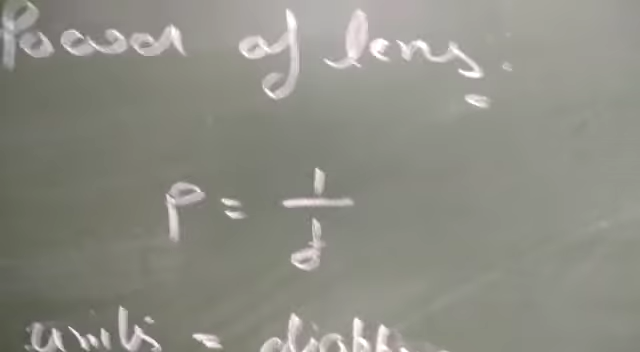 Power of lens.
P = 1/d
units =